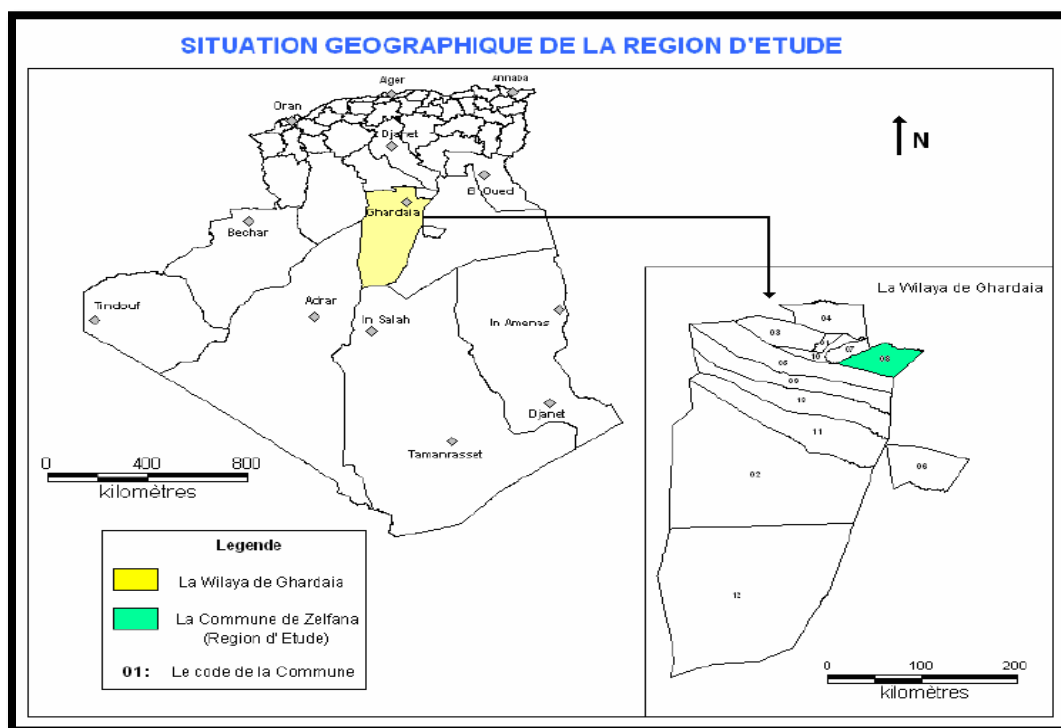 SITUATION GEOGRAPHIQUE DE LA REGION D'ETUDE
Alger
Annaba
Oran
Djanet
N
El Oued
Ghardaia
Bechar
La Wilaya de Ghardaia
Tindouf
Adrar
In Salah
In Amenas
04
03
01
07
10
08
05
09
10
11
Djanet
Tamanrasset
06
02
0 400 800
kilomètres
Legende
La Wilaya de Ghardaia
La Commune de Zelfana
(Region d' Etude)
01: Le code de la Commune
12
0 100 200
kilomètres